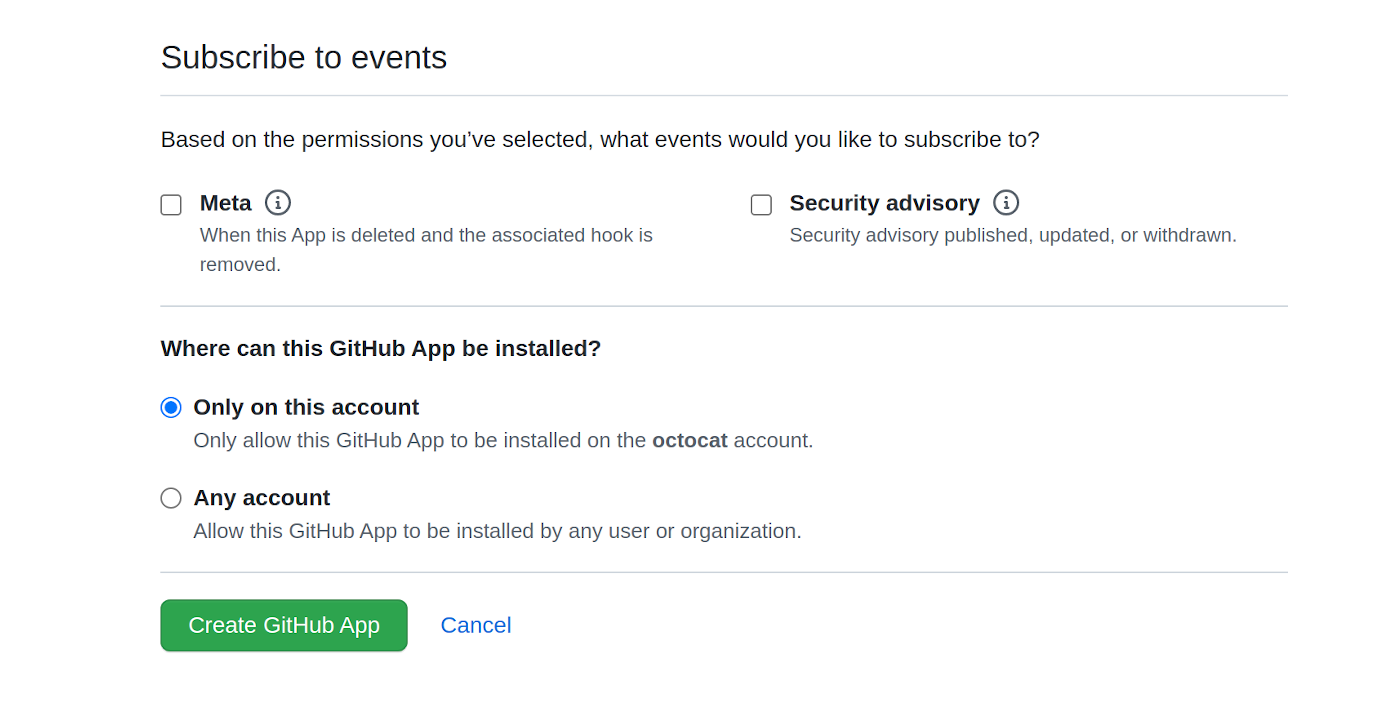 Subscribe to events
Based on the permissions you’ve selected, what events would you like to subscribe to?
Meta
When this App is deleted and the associated hook is
removed.
Security advisory
Security advisory published, updated, or withdrawn.
Where can this GitHub App be installed?
Only on this account
Only allow this GitHub App to be installed on the octocat account.
Any account
Allow this GitHub App to be installed by any user or organization.
Create GitHub App
Cancel